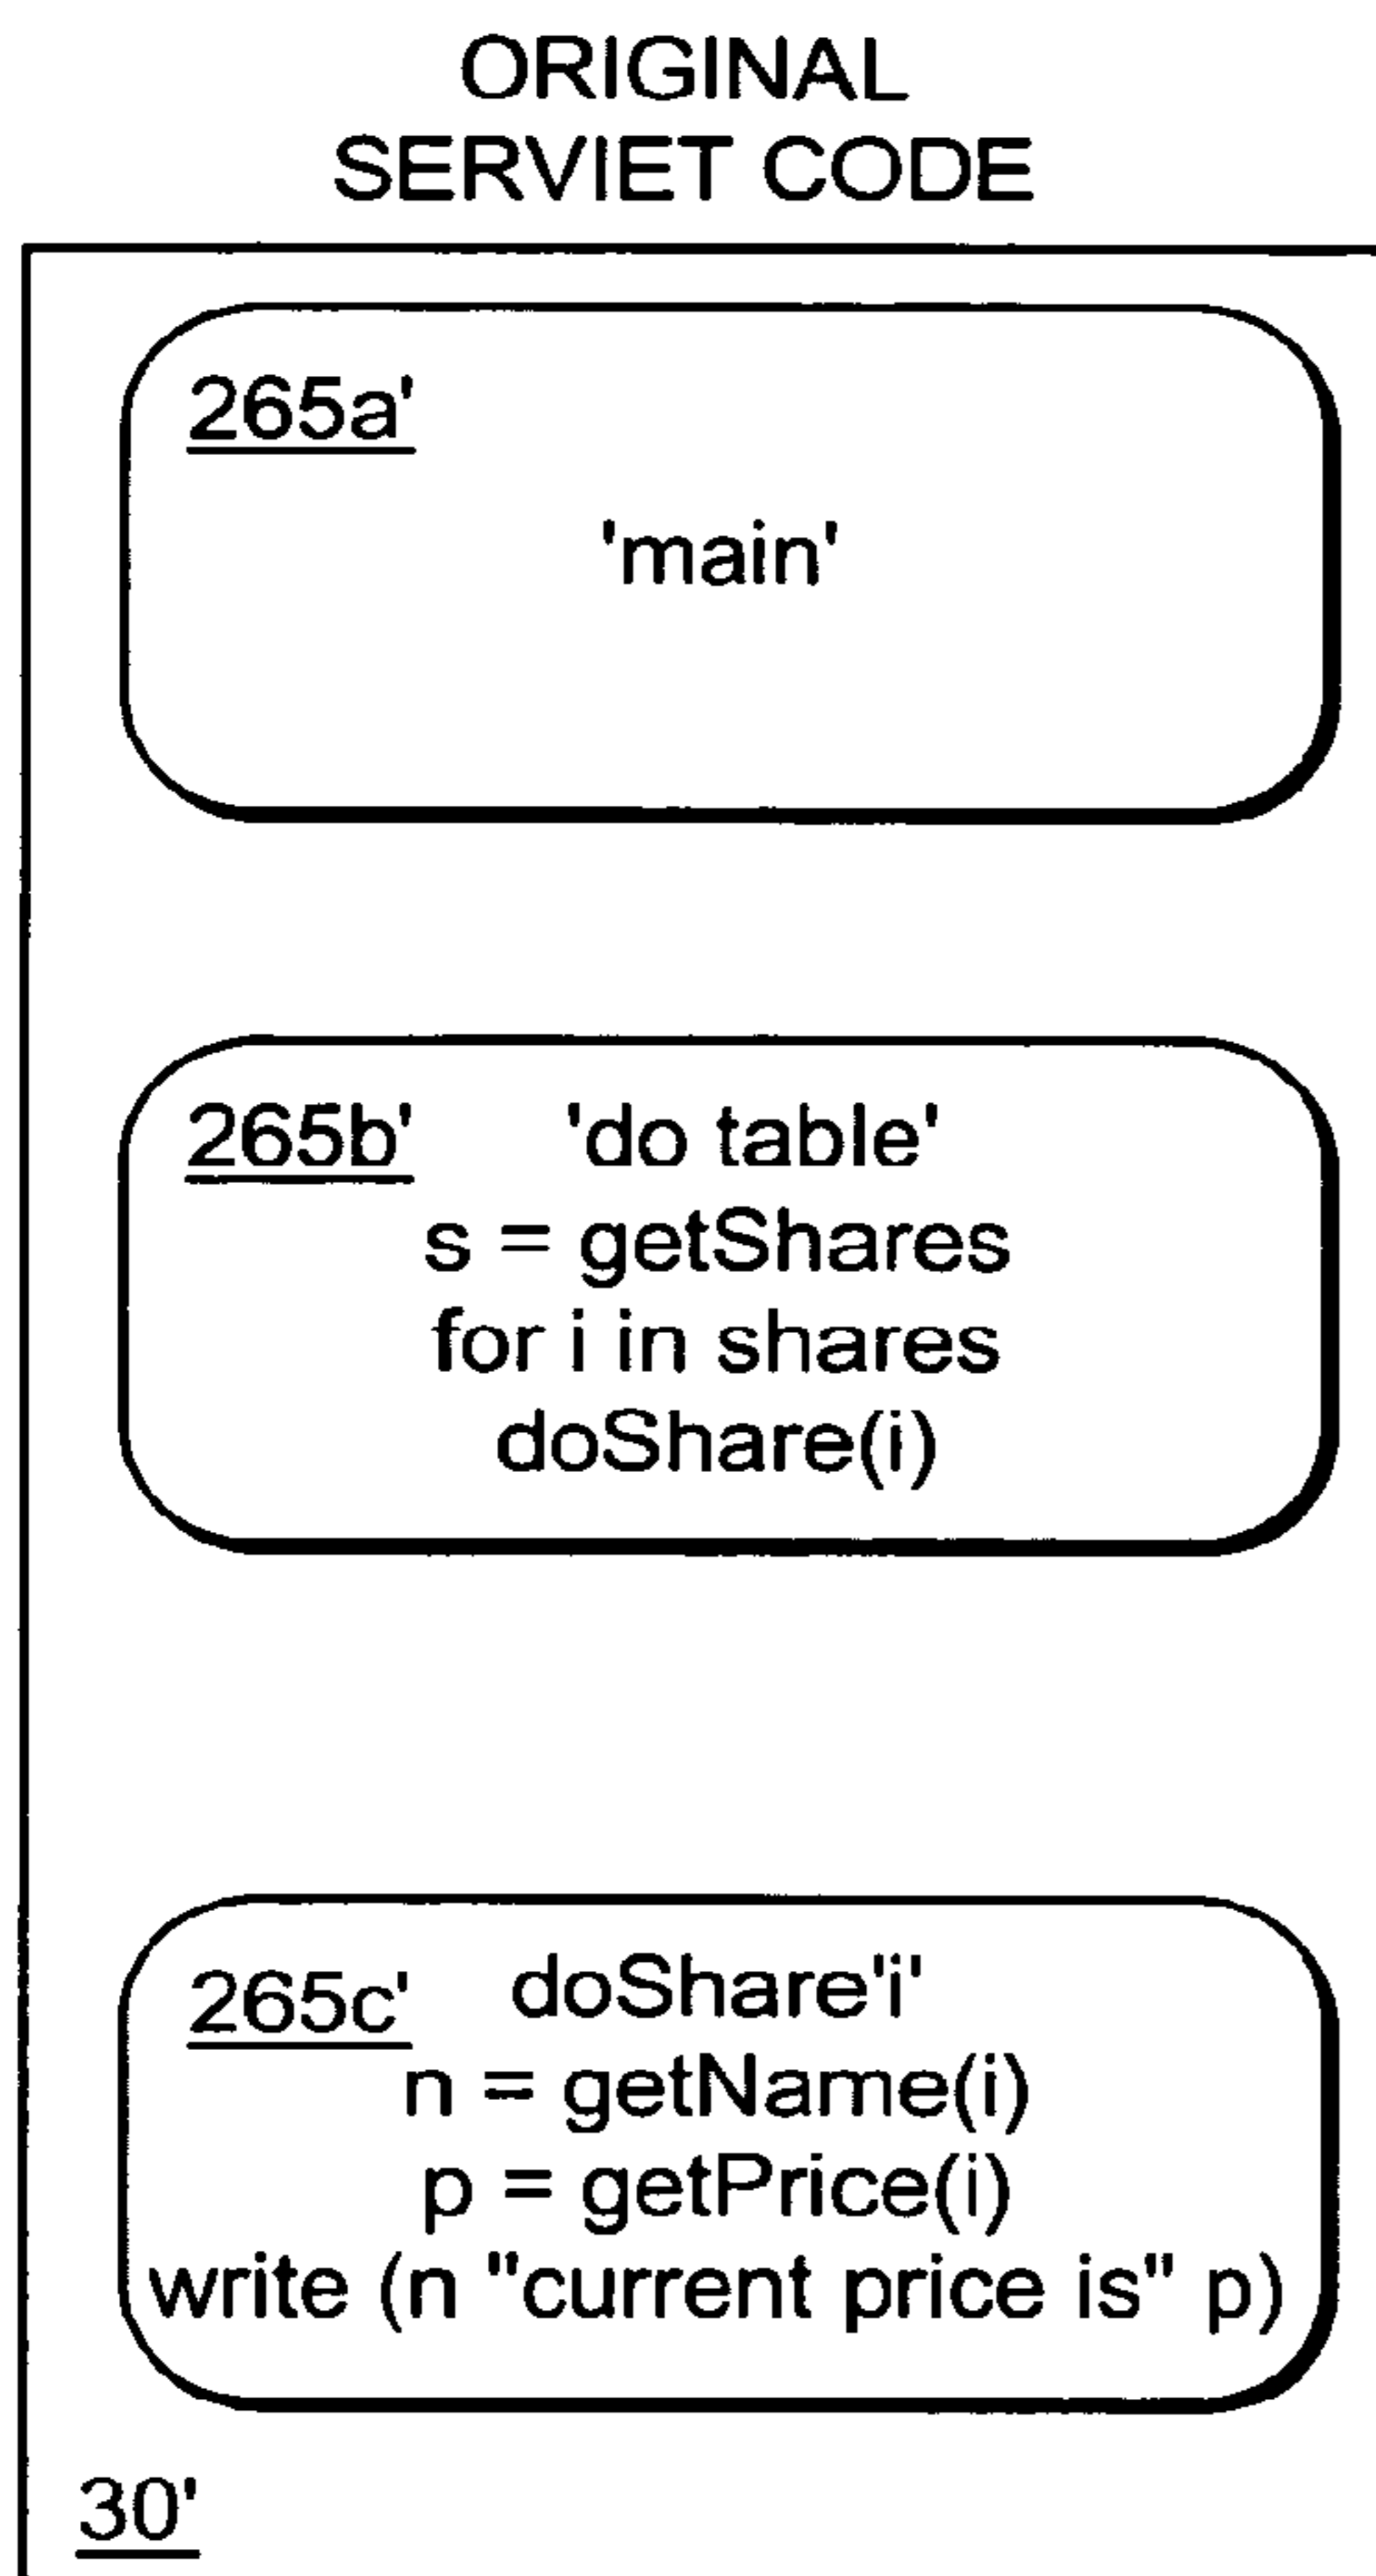 ORIGINAL
SERVIET CODE
265a'
'main'
265b' 'do table'
s = getShares
for i in shares
doShare(i)
265c' doShare'i'
n = getName(i)
p = getPrice(i)
write (n "current price is" p)
30'